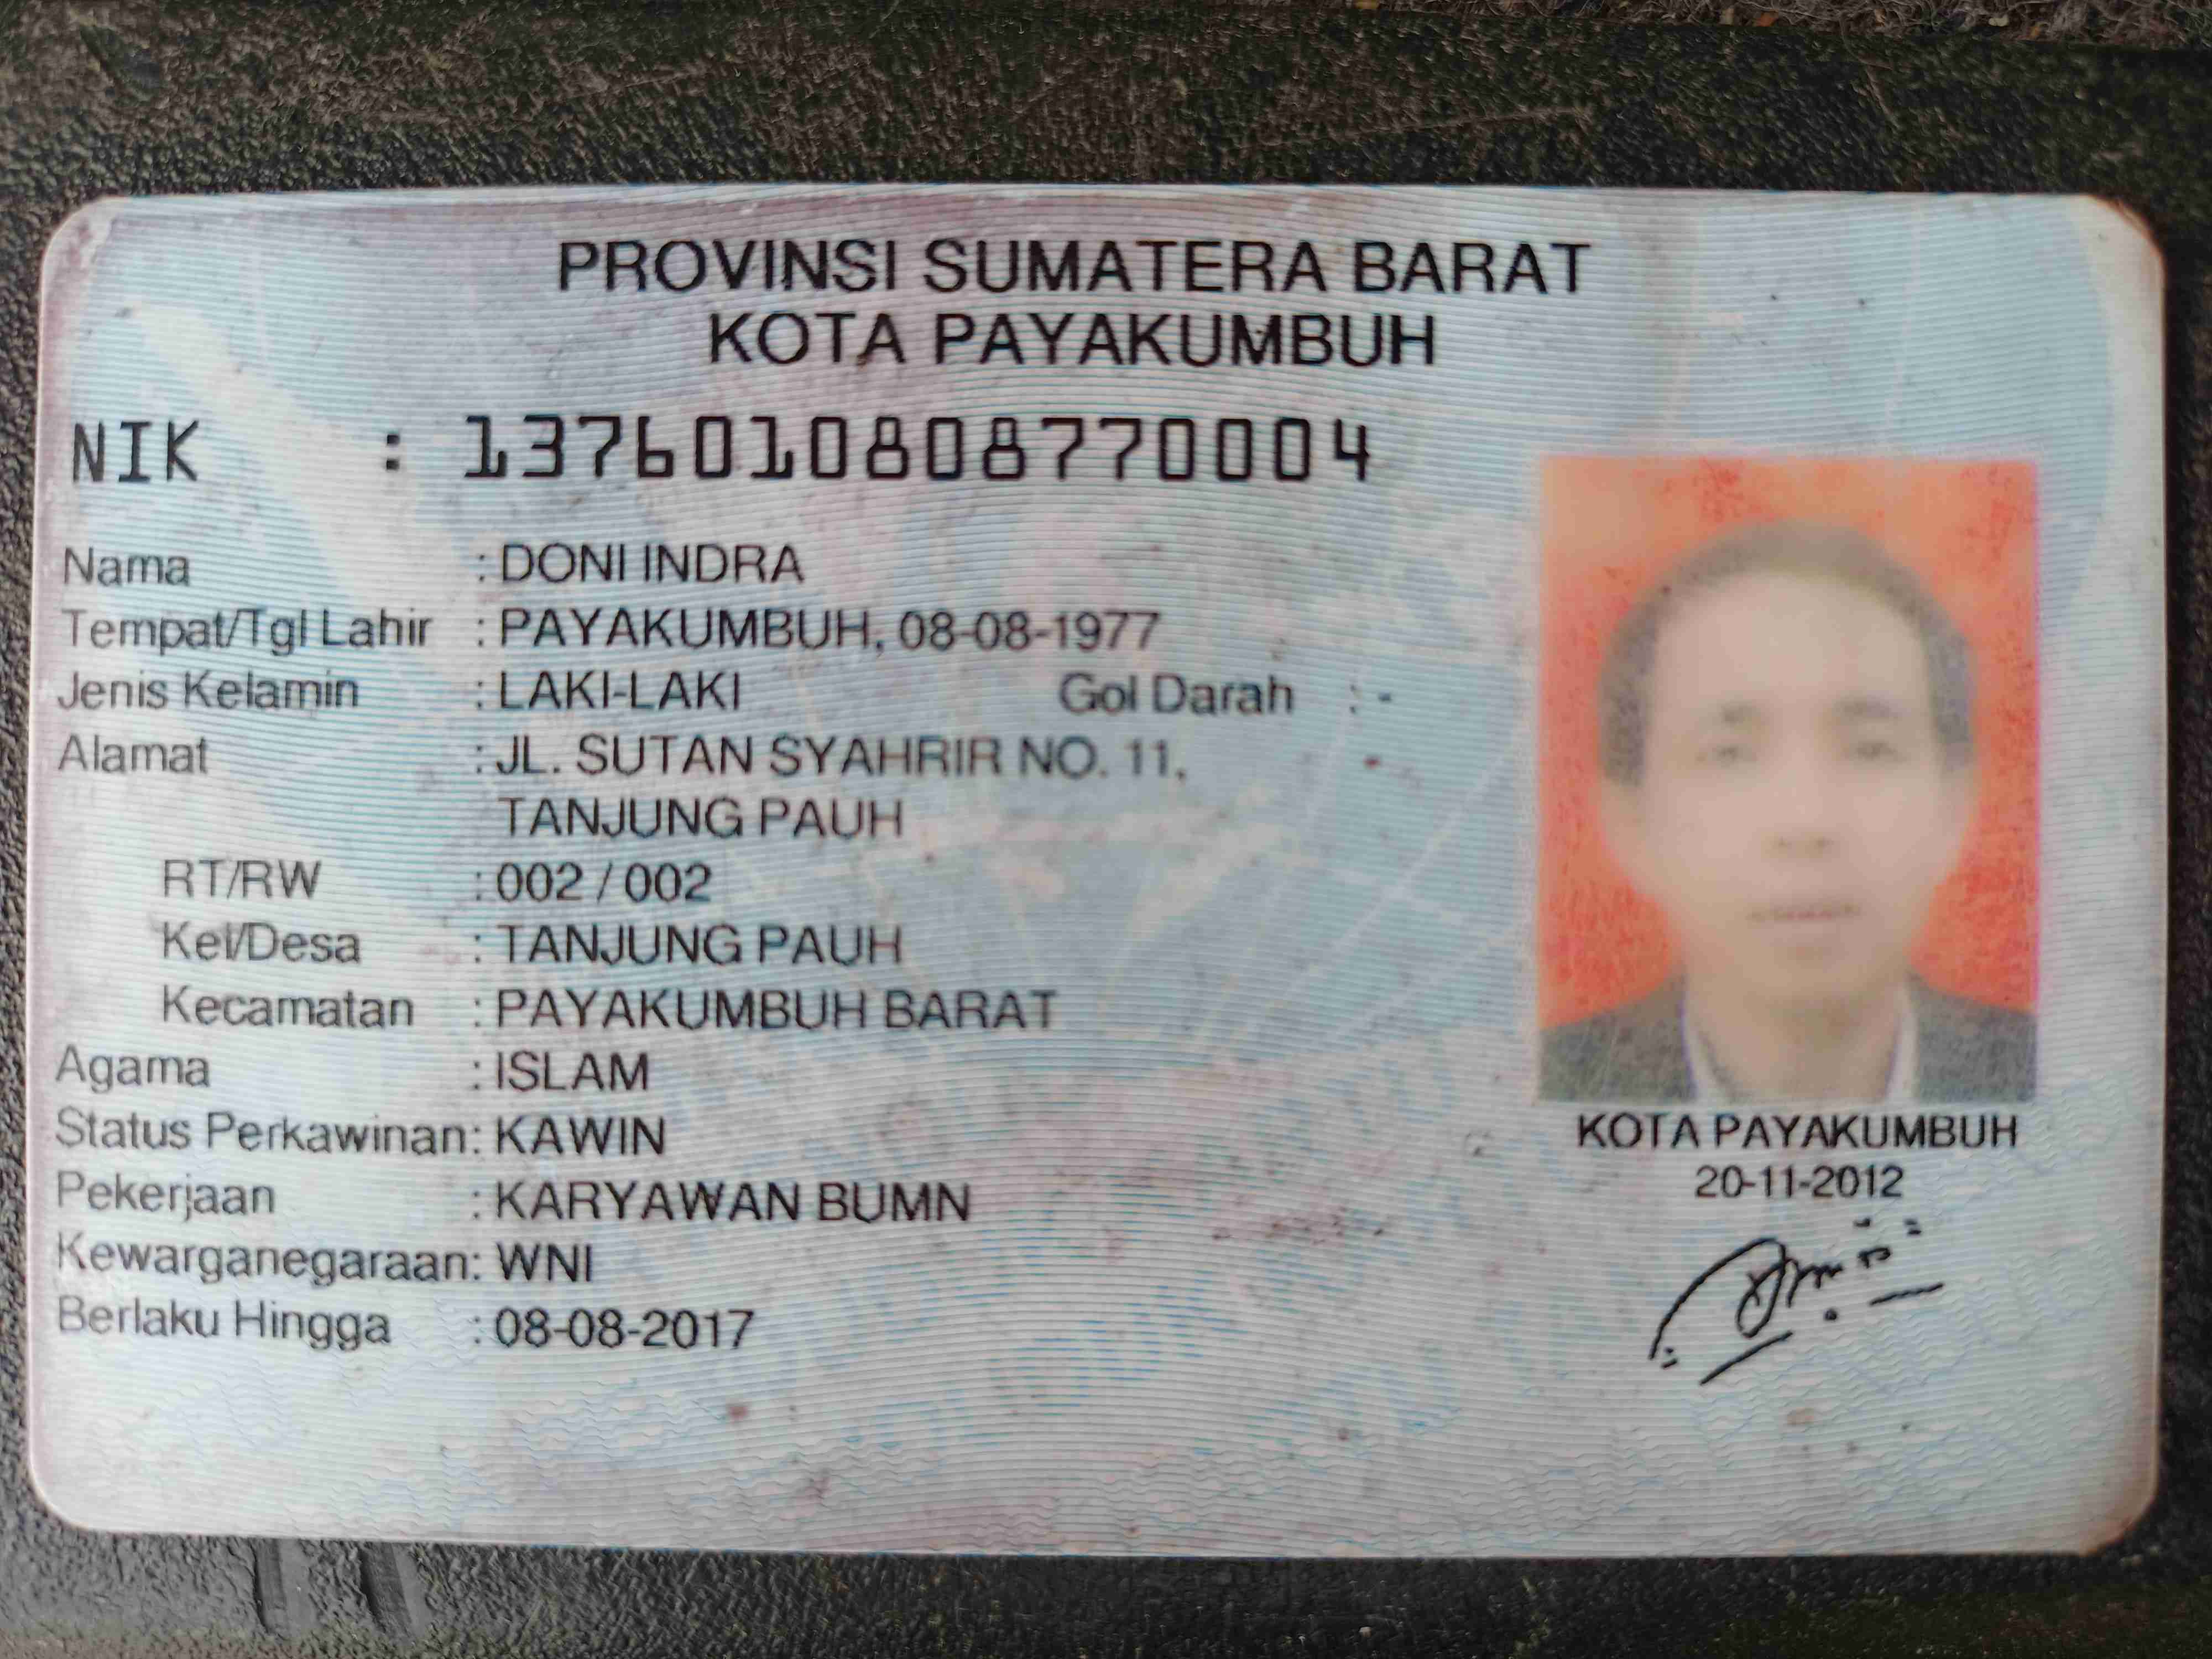 PROVINSI SUMATERA BARAT
KOTA PAYAKUMBUH
NIK : 1376010808770004
Nama : DONI INDRA
Tempat/Tgl Lahir : PAYAKUMBUH, 08-08-1977
Jenis Kelamin : LAKI-LAKI Gol Darah : -
Alamat : JL. SUTAN SYAHRIR NO. 11,
TANJUNG PAUH
RT/RW : 002 / 002
Kel/Desa : TANJUNG PAUH
Kecamatan : PAYAKUMBUH BARAT
Agama : ISLAM
Status Perkawinan: KAWIN
Pekerjaan : KARYAWAN BUMN
Kewarganegaraan: WNI
Berlaku Hingga : 08-08-2017
KOTA PAYAKUMBUH
20-11-2012